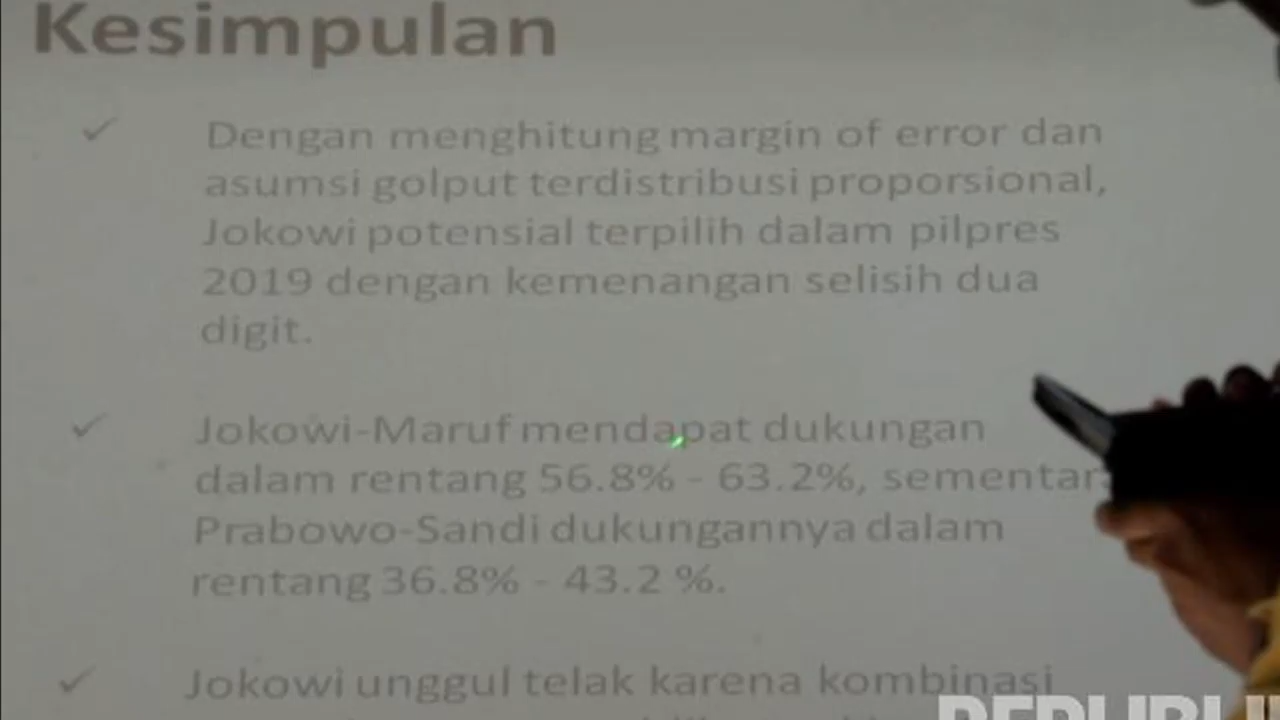 Kesimpulan
✓ Dengan menghitung margin of error dan
asumsi golput terdistribusi proporsional,
Jokowi potensial terpilih dalam pilpres
2019 dengan kemenangan selisih dua
digit.
✓ Jokowi-Maruf mendapat dukungan
dalam rentang 56.8% - 63.2%, sementar
Prabowo-Sandi dukungannya dalam
rentang 36.8% - 43.2 %.
✓ Jokowi unggul telak karena kombinasi